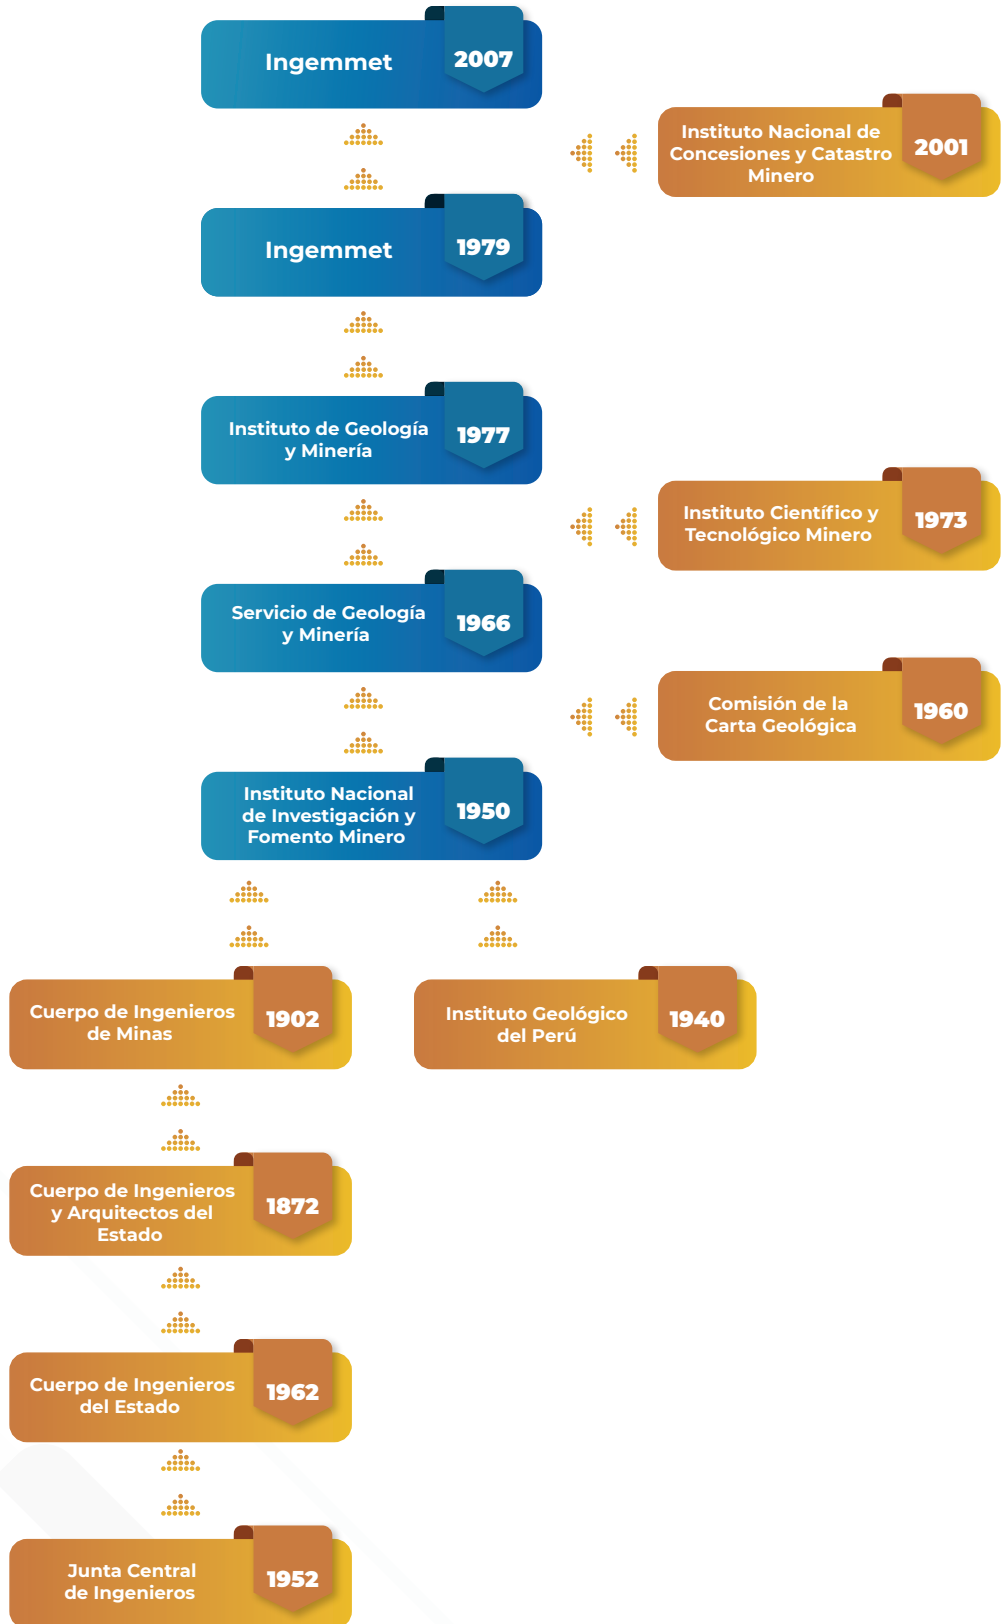 Ingemmet
2007
Instituto Nacional de
Concesiones y Catastro
Minero
2001
Ingemmet
1979
Instituto de Geología
y Minería
1977
Instituto Científico y
Tecnológico Minero
1973
Servicio de Geología
y Minería
1966
Comisión de la
Carta Geológica
1960
Instituto Nacional
de Investigación y
Fomento Minero
1950
Cuerpo de Ingenieros
de Minas
1902
Instituto Geológico
del Perú
1940
Cuerpo de Ingenieros
y Arquitectos del
Estado
1872
Cuerpo de Ingenieros
del Estado
1962
Junta Central
de Ingenieros
1952